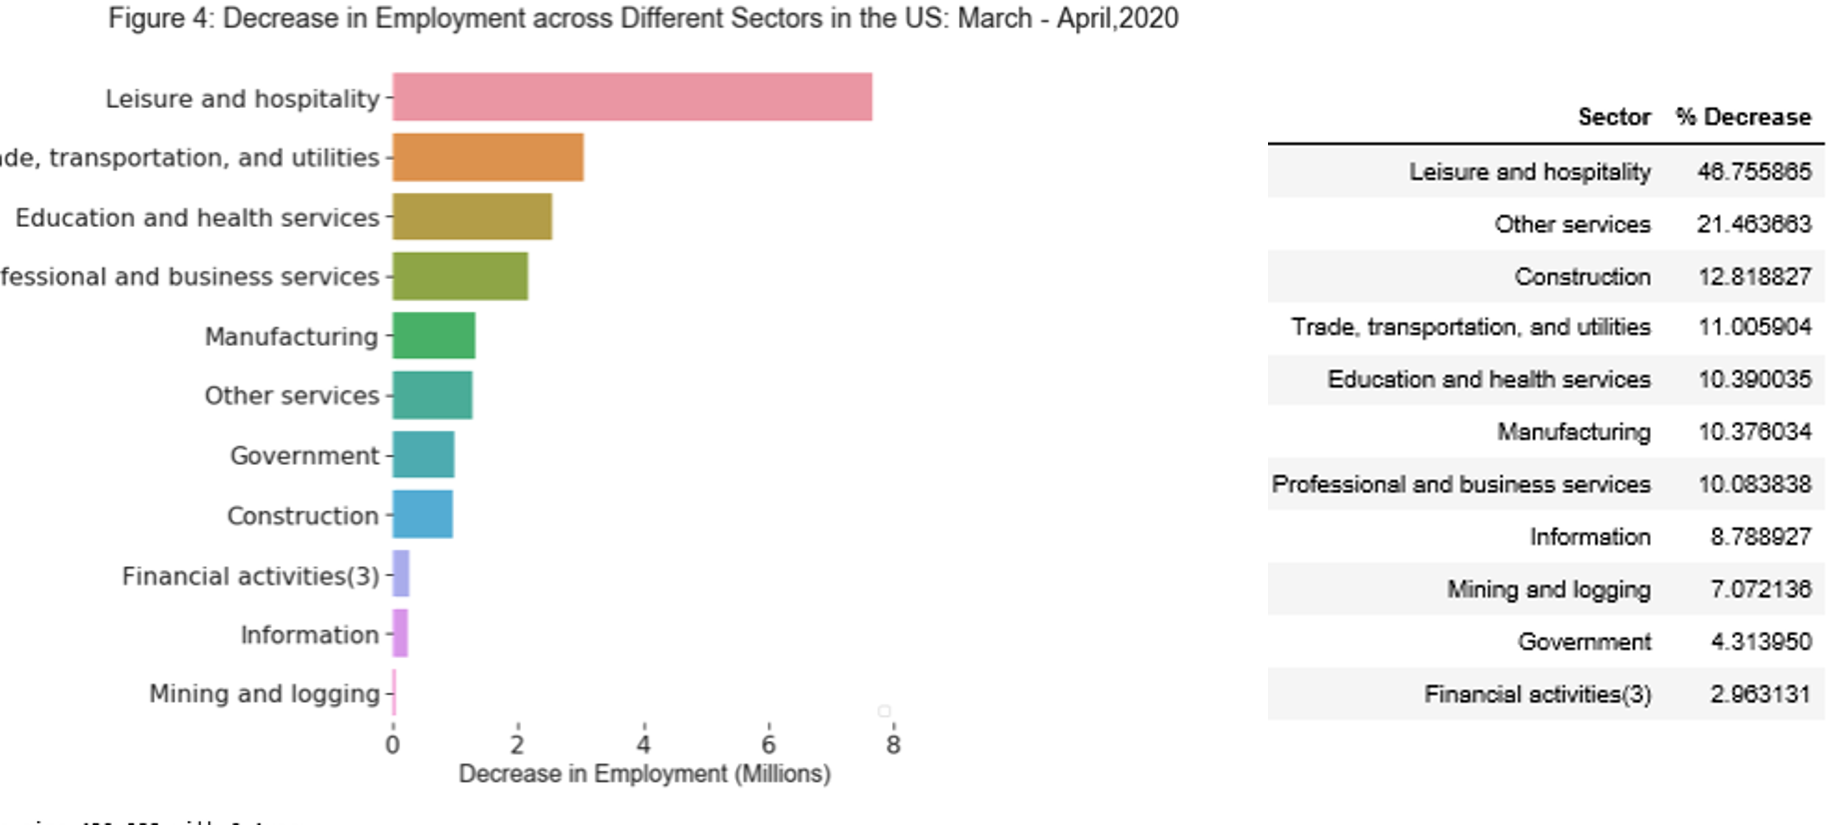 Figure 4: Decrease in Employment across Different Sectors in the US: March - April,2020
Leisure and hospitality
de, transportation, and utilities
Education and health services
fessional and business services
Manufacturing
Other services
Government
Construction
Financial activities(3)
Information
Mining and logging
0 2 4 6 8
Decrease in Employment (Millions)
Sector % Decrease
Leisure and hospitality 46.755865
Other services 21.463663
Construction 12.818827
Trade, transportation, and utilities 11.005904
Education and health services 10.390035
Manufacturing 10.376034
Professional and business services 10.083838
Information 8.788927
Mining and logging 7.072136
Government 4.313950
Financial activities(3) 2.963131